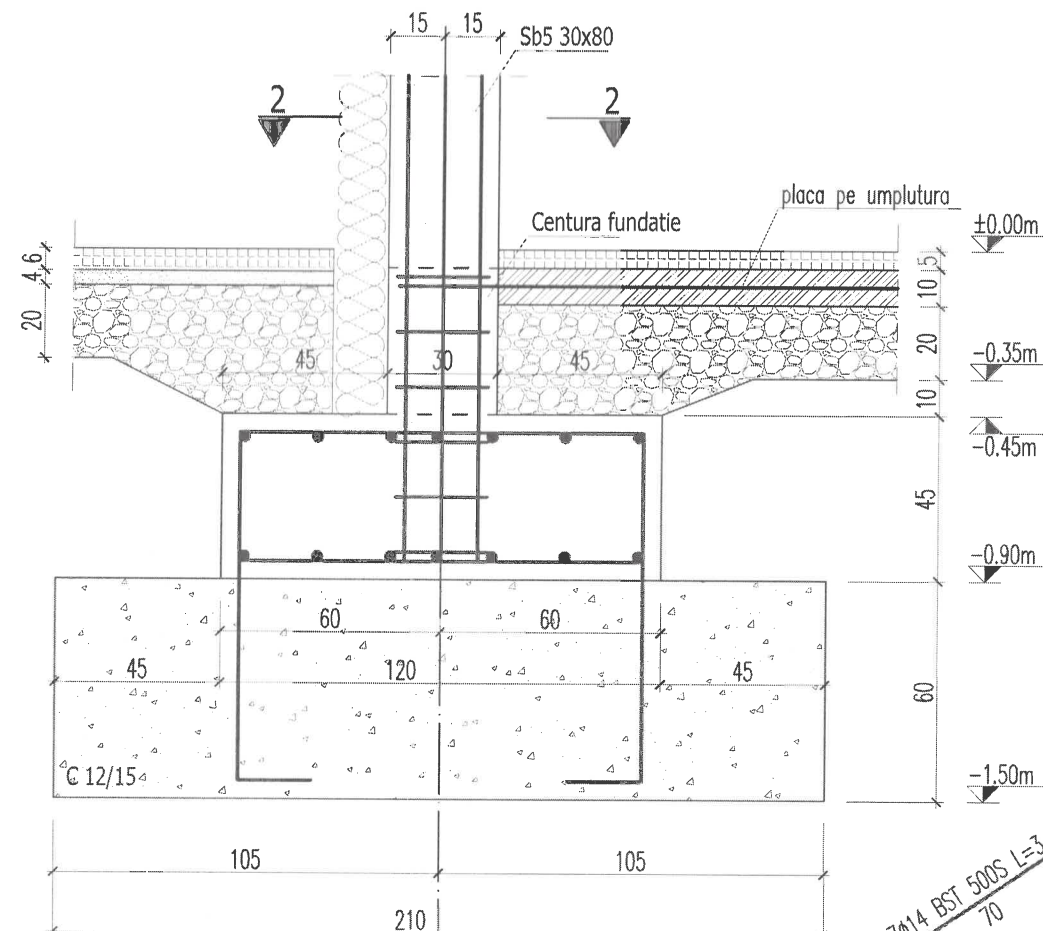 15 15
Sb5 30x80
2 2
placa pe umplutura
Centura fundatie
±0.00m
6
4
20
5
10
20
10
45 30 45
-0.35m
-0.45m
45
-0.90m
60 60
45 120 45
60
C 12/15
-1.50m
105 105
210
7ϕ14 BST 500S L=3
70